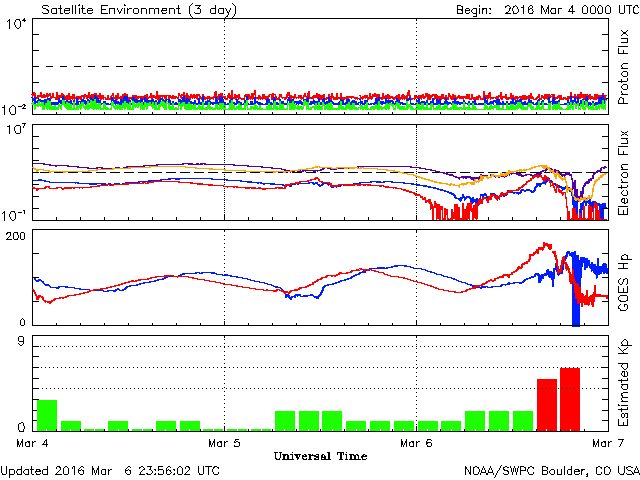 Satellite Environment (3 day)
Begin: 2016 Mar 4 0000 UTC
10⁴
10⁻²
Proton Flux
10⁷
10⁻¹
Electron Flux
200
100
0
GOES Hp
9
0
Estimated Kp
Mar 4
Mar 5
Mar 6
Mar 7
Universal Time
Updated 2016 Mar 6 23:56:02 UTC
NOAA/SWPC Boulder, CO USA